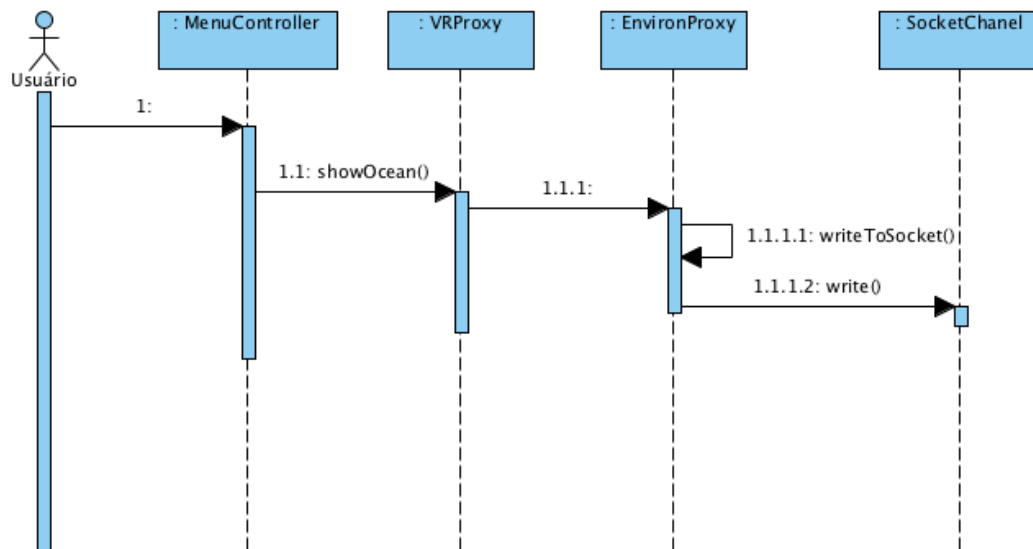 : MenuController
: VRProxy
: EnvironProxy
: SocketChanel
Usuário
1:
1.1: showOcean()
1.1.1:
1.1.1.1: writeToSocket()
1.1.1.2: write()